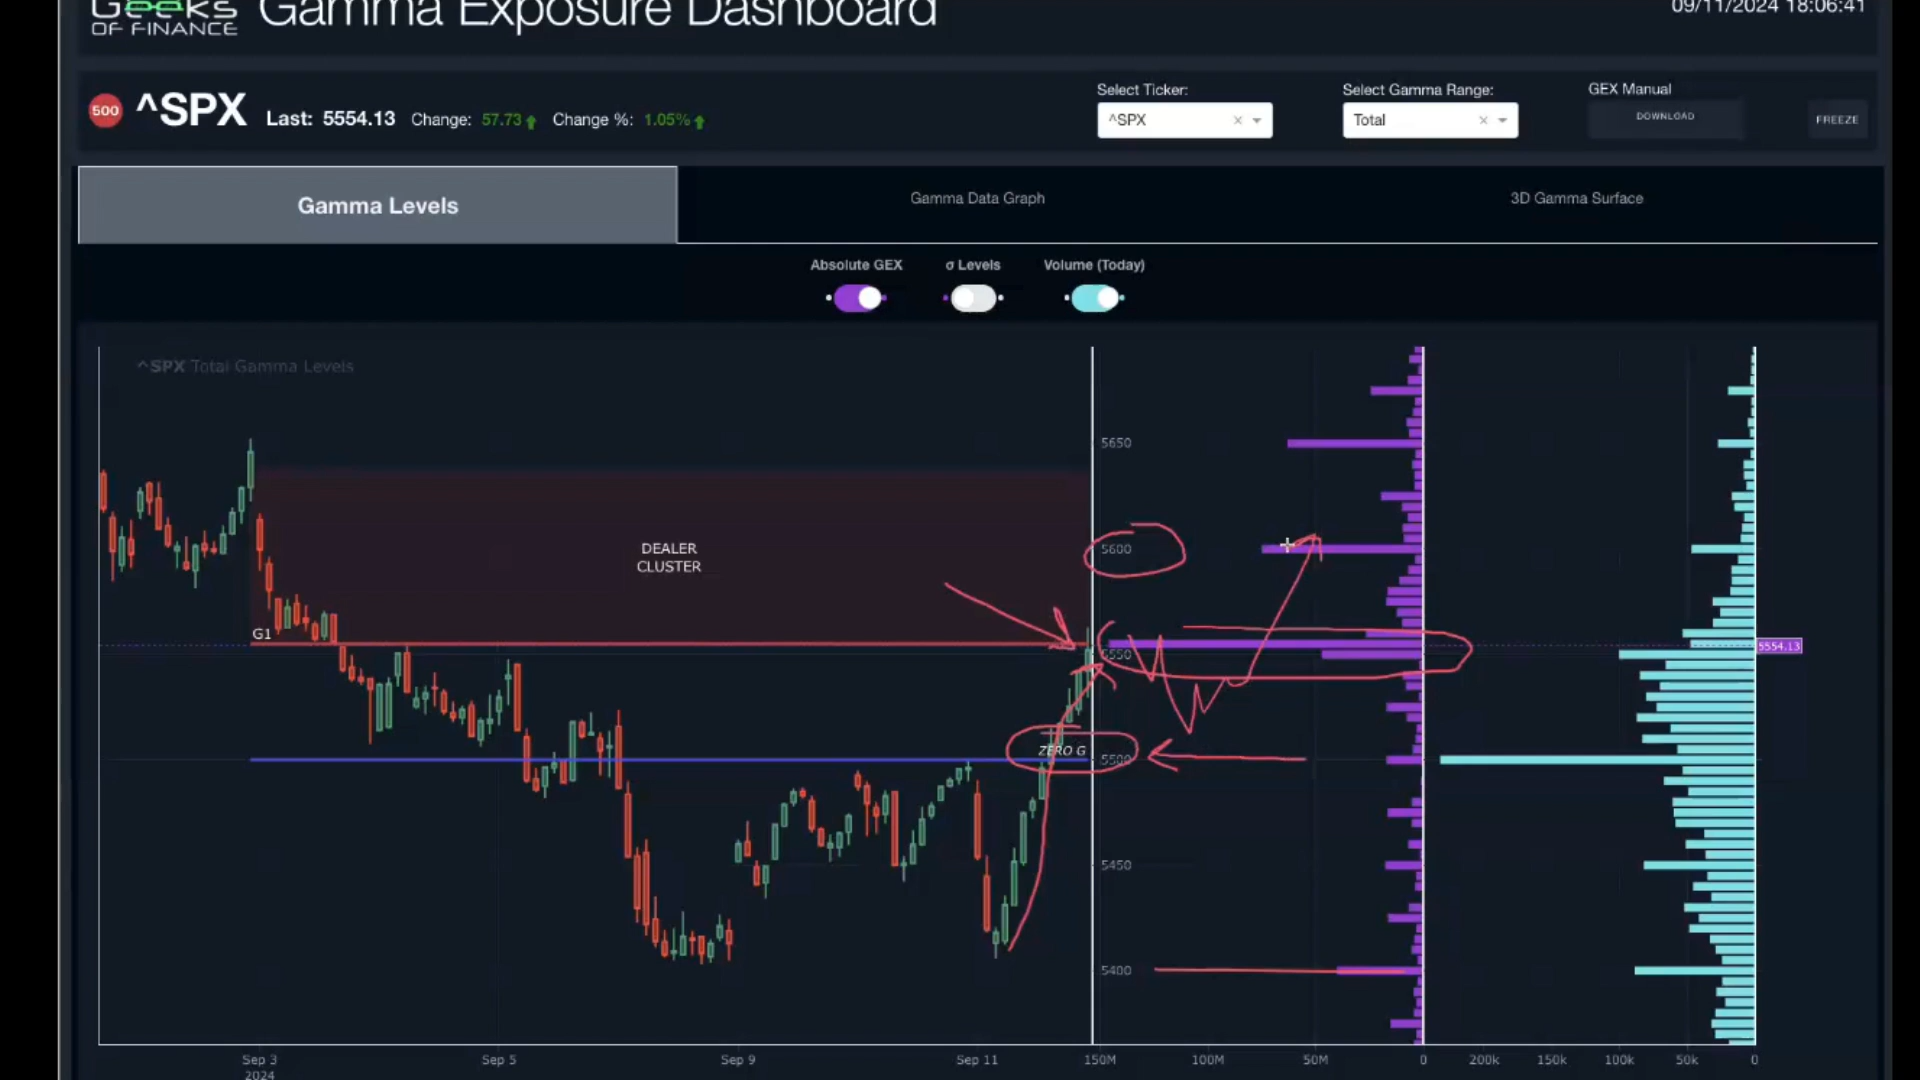 GEEKS
OF FINANCE
Gamma Exposure Dashboard
09/11/2024 18:06:41
500
^SPX
Last: 5554.13
Change: 57.73
Change %: 1.05%
Select Ticker:
^SPX
Select Gamma Range:
Total
GEX Manual
DOWNLOAD
FREEZE
Gamma Levels
Gamma Data Graph
3D Gamma Surface
Absolute GEX
σ Levels
Volume (Today)
^SPX Total Gamma Levels
5650
DEALER
CLUSTER
5600
G1
5550
5554.13
ZERO G
5500
5450
5400
Sep 3
2024
Sep 5
Sep 9
Sep 11
150M
100M
50M
0
200k
150k
100k
50k
0